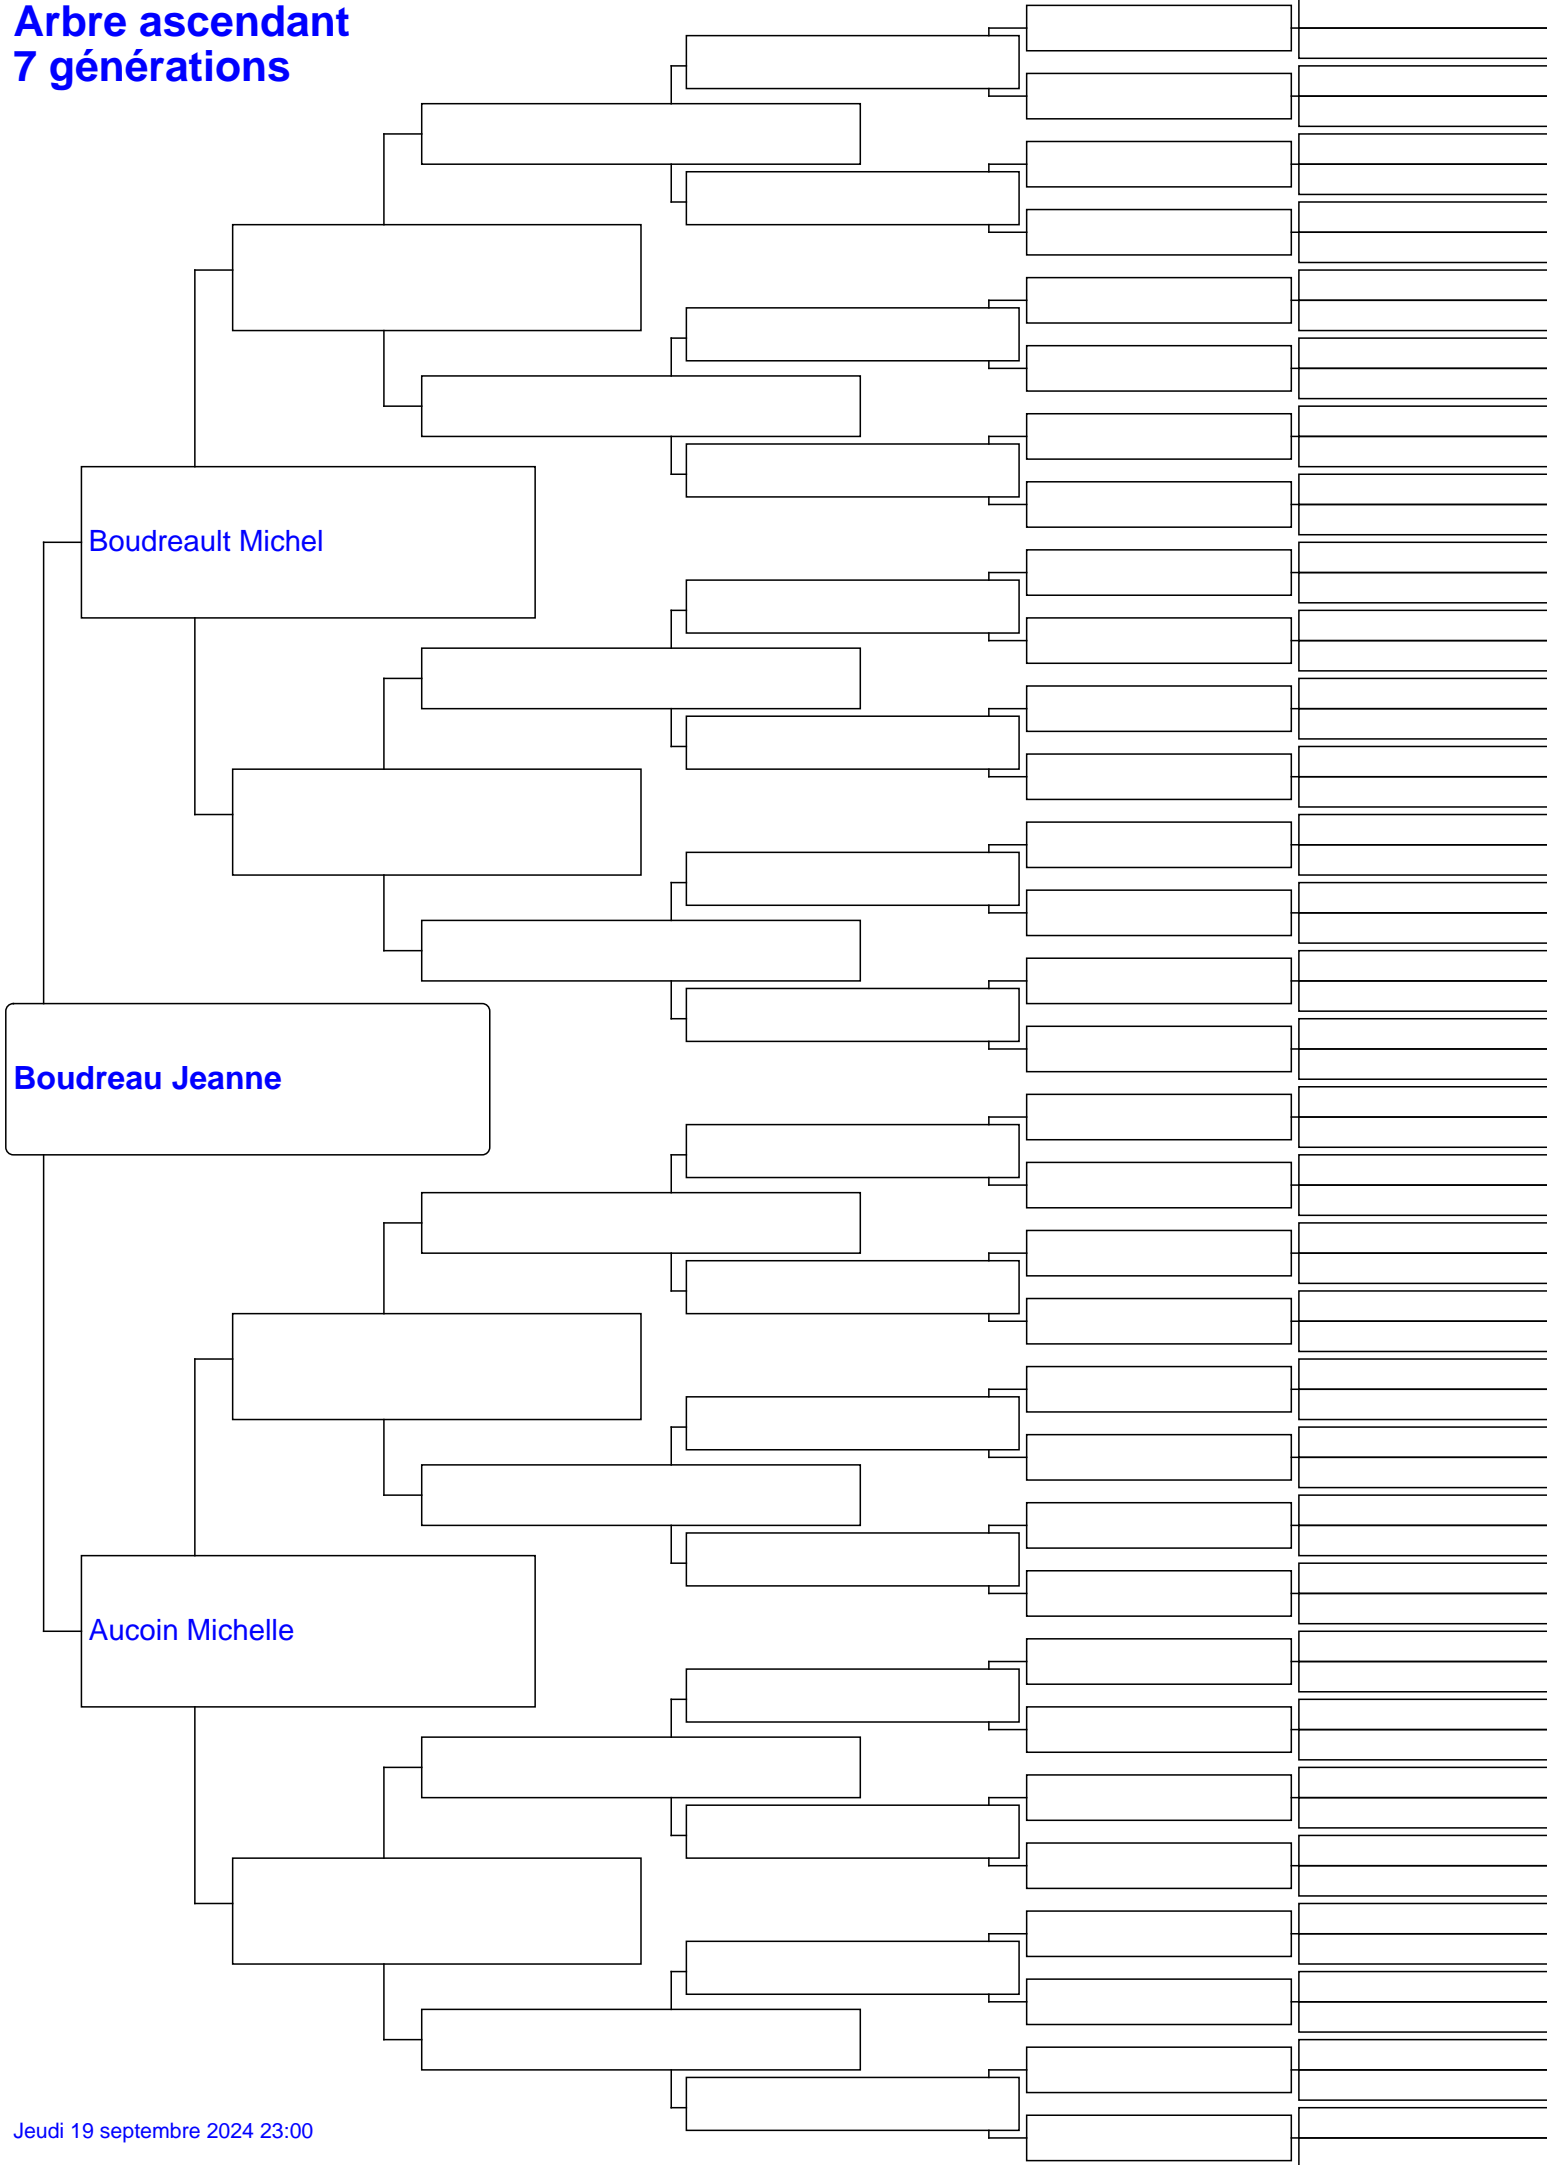 Arbre ascendant
7 générations
Boudreault Michel
Boudreau Jeanne
Aucoin Michelle
Jeudi 19 septembre 2024 23:00